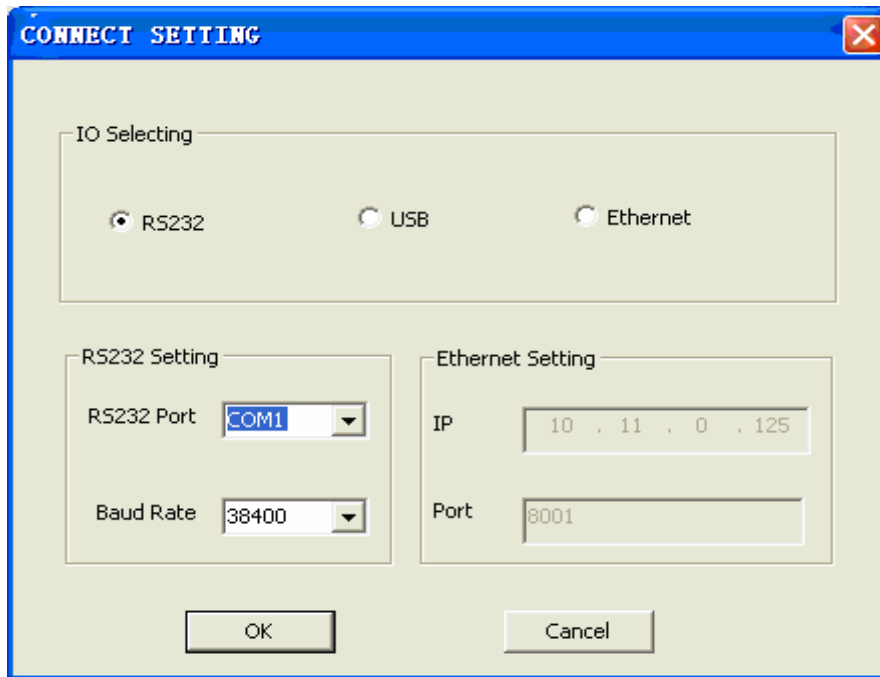 CONNECT SETTING
IO Selecting
RS232 USB Ethernet
RS232 Setting
RS232 Port COM1
Baud Rate 38400
Ethernet Setting
IP 10 . 11 . 0 . 125
Port 8001
OK Cancel